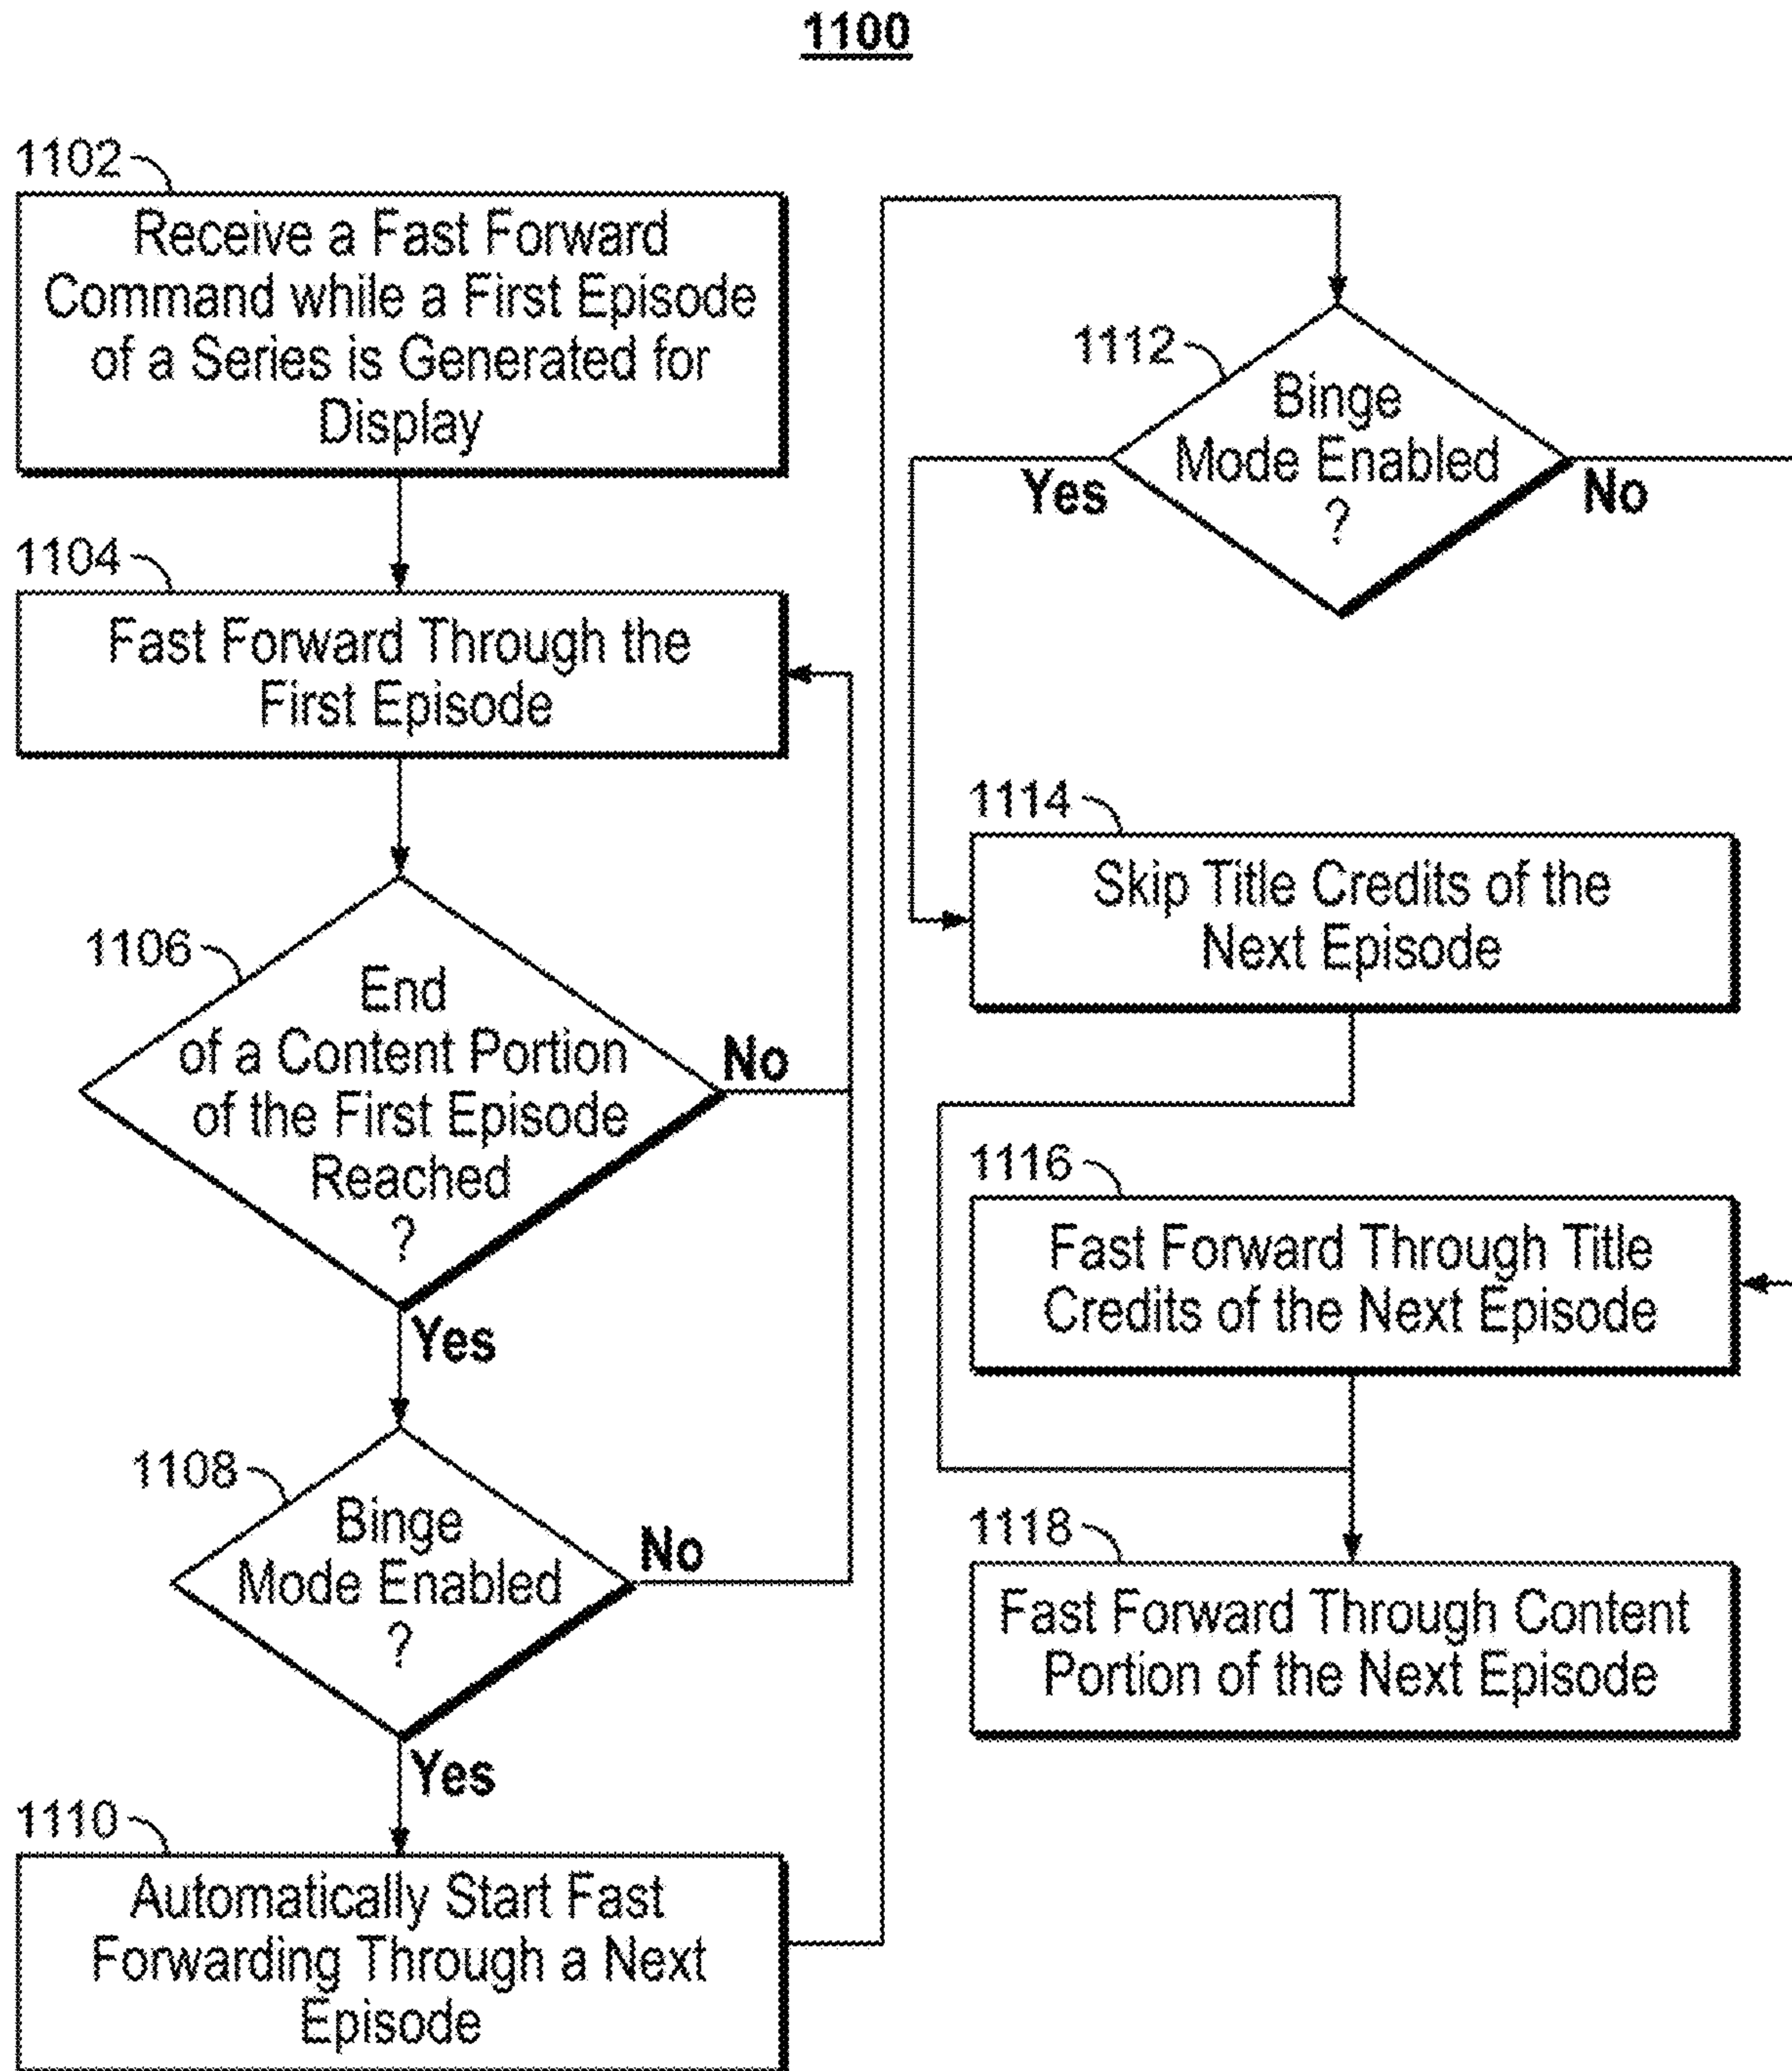 1100
1102
Receive a Fast Forward
Command while a First Episode
of a Series is Generated for
Display
1104
Fast Forward Through the
First Episode
1106
End
of a Content Portion
of the First Episode
Reached
?
No
Yes
1108
Binge
Mode Enabled
?
No
Yes
1110
Automatically Start Fast
Forwarding Through a Next
Episode
1112
Binge
Mode Enabled
?
Yes
No
1114
Skip Title Credits of the
Next Episode
1116
Fast Forward Through Title
Credits of the Next Episode
1118
Fast Forward Through Content
Portion of the Next Episode